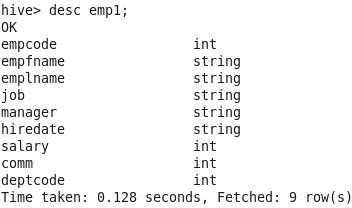 hive> desc emp1;
OK
empcode                 int
empfname                string
emplname                string
job                     string
manager                 string
hiredate                string
salary                  int
comm                    int
deptcode                int
Time taken: 0.128 seconds, Fetched: 9 row(s)